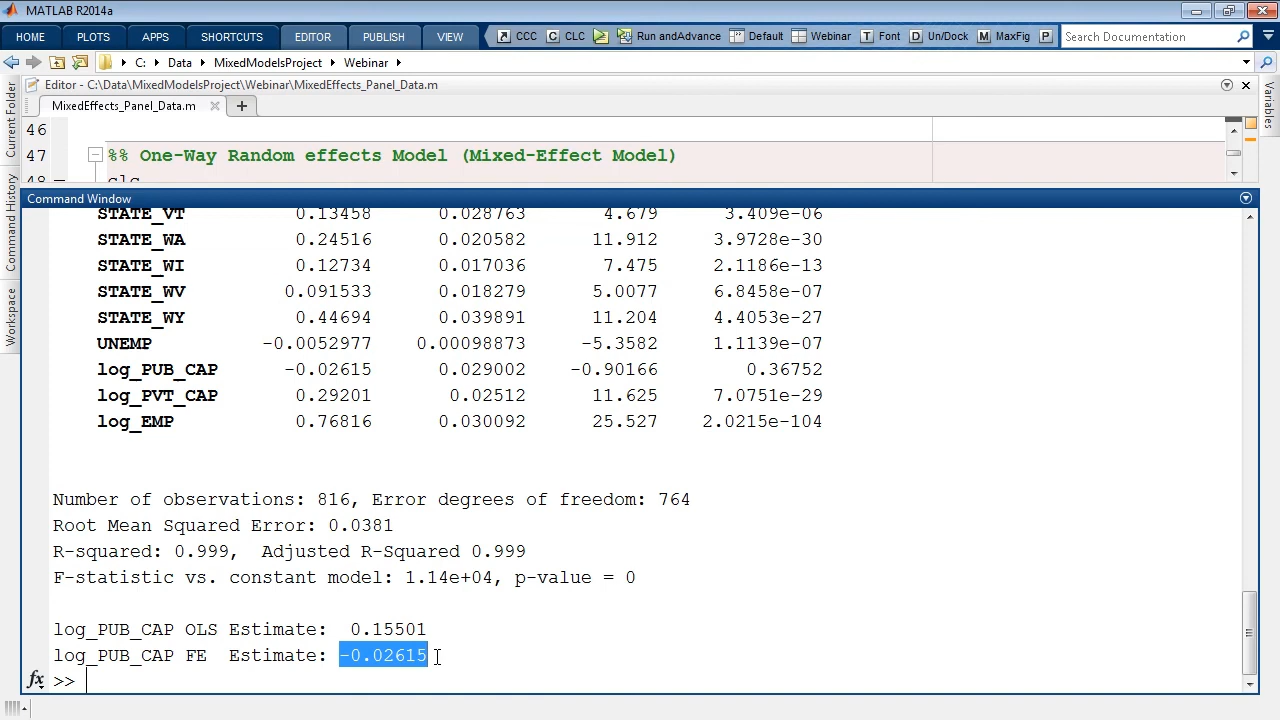 MATLAB R2014a
HOME PLOTS APPS SHORTCUTS EDITOR PUBLISH VIEW CCC CLC Run andAdvance Default Webinar T Font D Un/Dock M MaxFig P Search Documentation
C: Data MixedModelsProject Webinar
Editor - C:\Data\MixedModelsProject\Webinar\MixedEffects_Panel_Data.m
MixedEffects_Panel_Data.m
46
47 %% One-Way Random effects Model (Mixed-Effect Model)
48 clc
Command Window
STATE_VT 0.13458 0.028763 4.679 3.409e-06
STATE_WA 0.24516 0.020582 11.912 3.9728e-30
STATE_WI 0.12734 0.017036 7.475 2.1186e-13
STATE_WV 0.091533 0.018279 5.0077 6.8458e-07
STATE_WY 0.44694 0.039891 11.204 4.4053e-27
UNEMP -0.0052977 0.00098873 -5.3582 1.1139e-07
log_PUB_CAP -0.02615 0.029002 -0.90166 0.36752
log_PVT_CAP 0.29201 0.02512 11.625 7.0751e-29
log_EMP 0.76816 0.030092 25.527 2.0215e-104
Number of observations: 816, Error degrees of freedom: 764
Root Mean Squared Error: 0.0381
R-squared: 0.999, Adjusted R-Squared 0.999
F-statistic vs. constant model: 1.14e+04, p-value = 0
log_PUB_CAP OLS Estimate: 0.15501
log_PUB_CAP FE Estimate: -0.02615
fx >>
Current Folder
Command History
Workspace
Variables